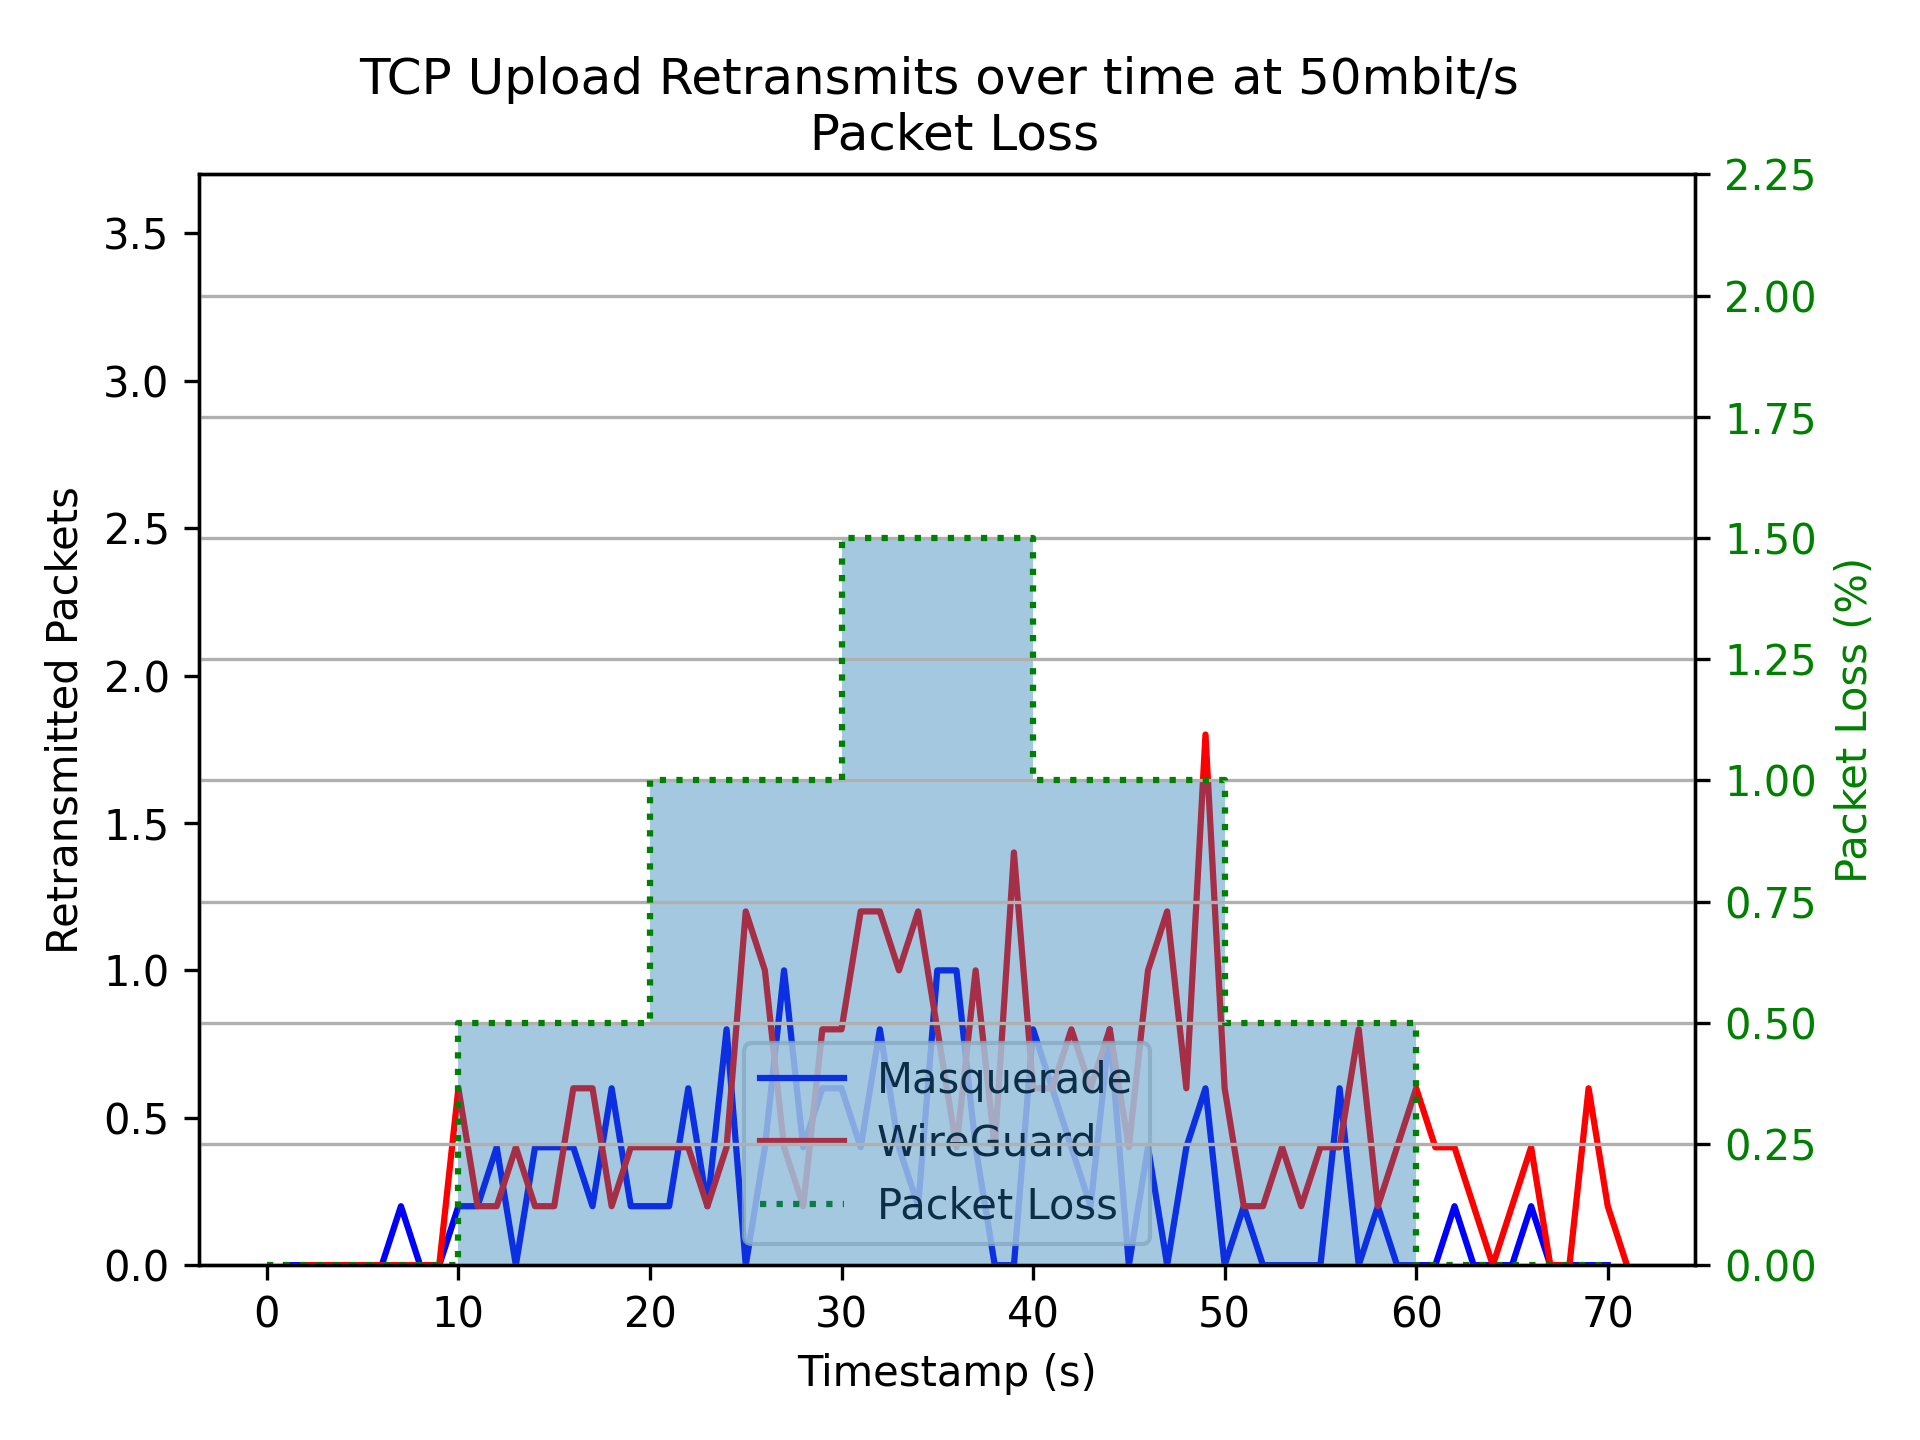 TCP Upload Retransmits over time at 50mbit/s
Packet Loss
Retransmitted Packets
3.5
3.0
2.5
2.0
1.5
1.0
0.5
0.0
2.25
2.00
1.75
1.50
1.25
1.00
0.75
0.50
0.25
0.00
Packet Loss (%)
Masquerade
WireGuard
Packet Loss
0 10 20 30 40 50 60 70
Timestamp (s)